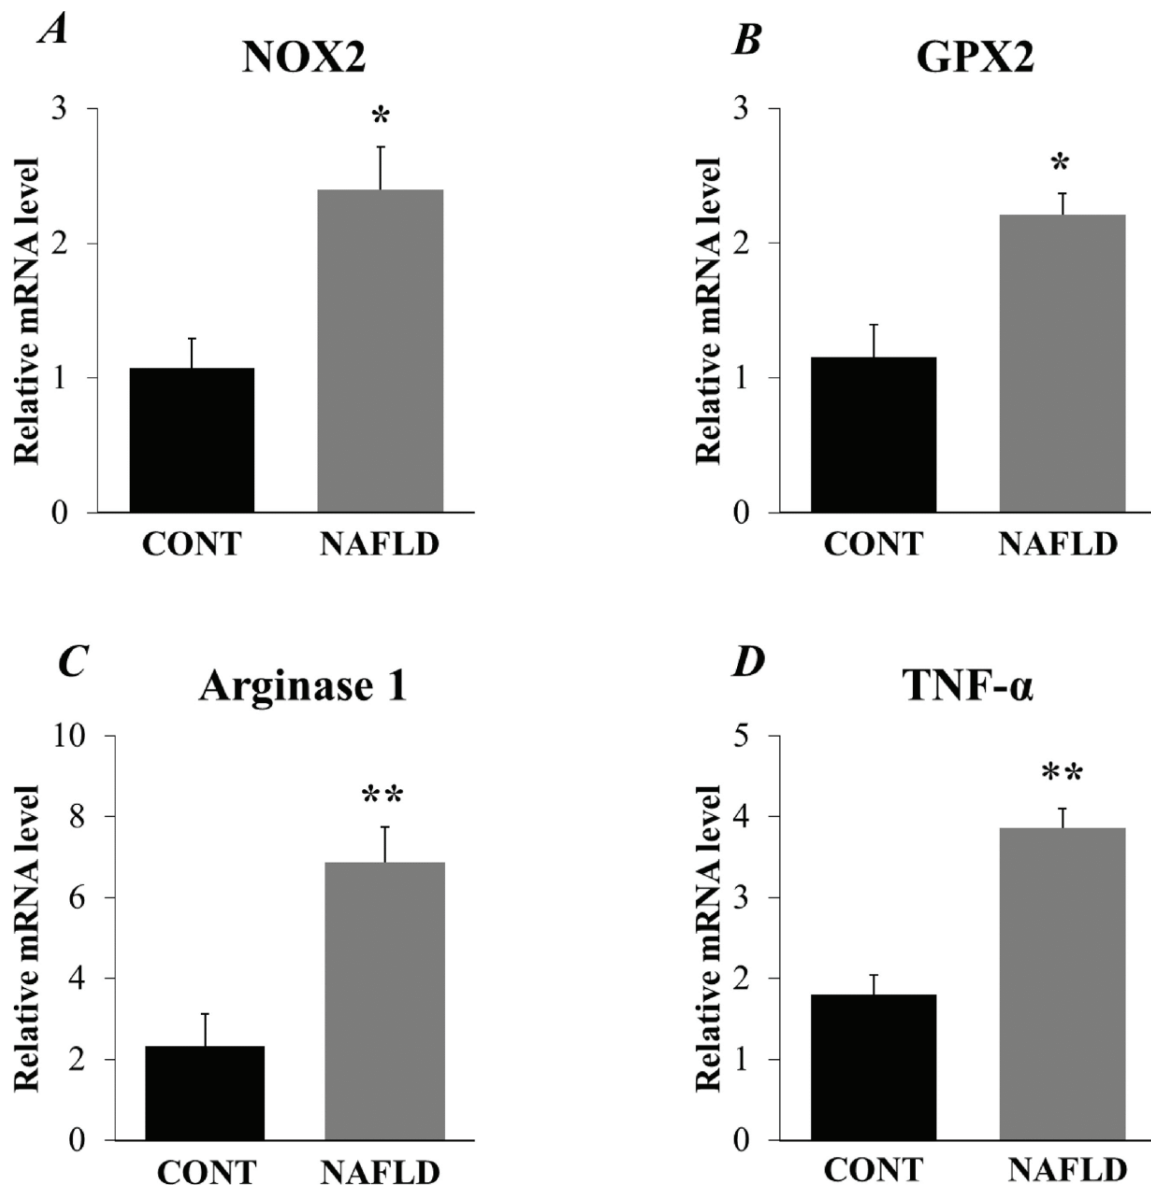 A
NOX2
*
3
2
1
0
Relative mRNA level
CONT NAFLD
B
GPX2
*
3
2
1
0
Relative mRNA level
CONT NAFLD
C
Arginase 1
**
10
8
6
4
2
0
Relative mRNA level
CONT NAFLD
D
TNF-α
**
5
4
3
2
1
0
Relative mRNA level
CONT NAFLD